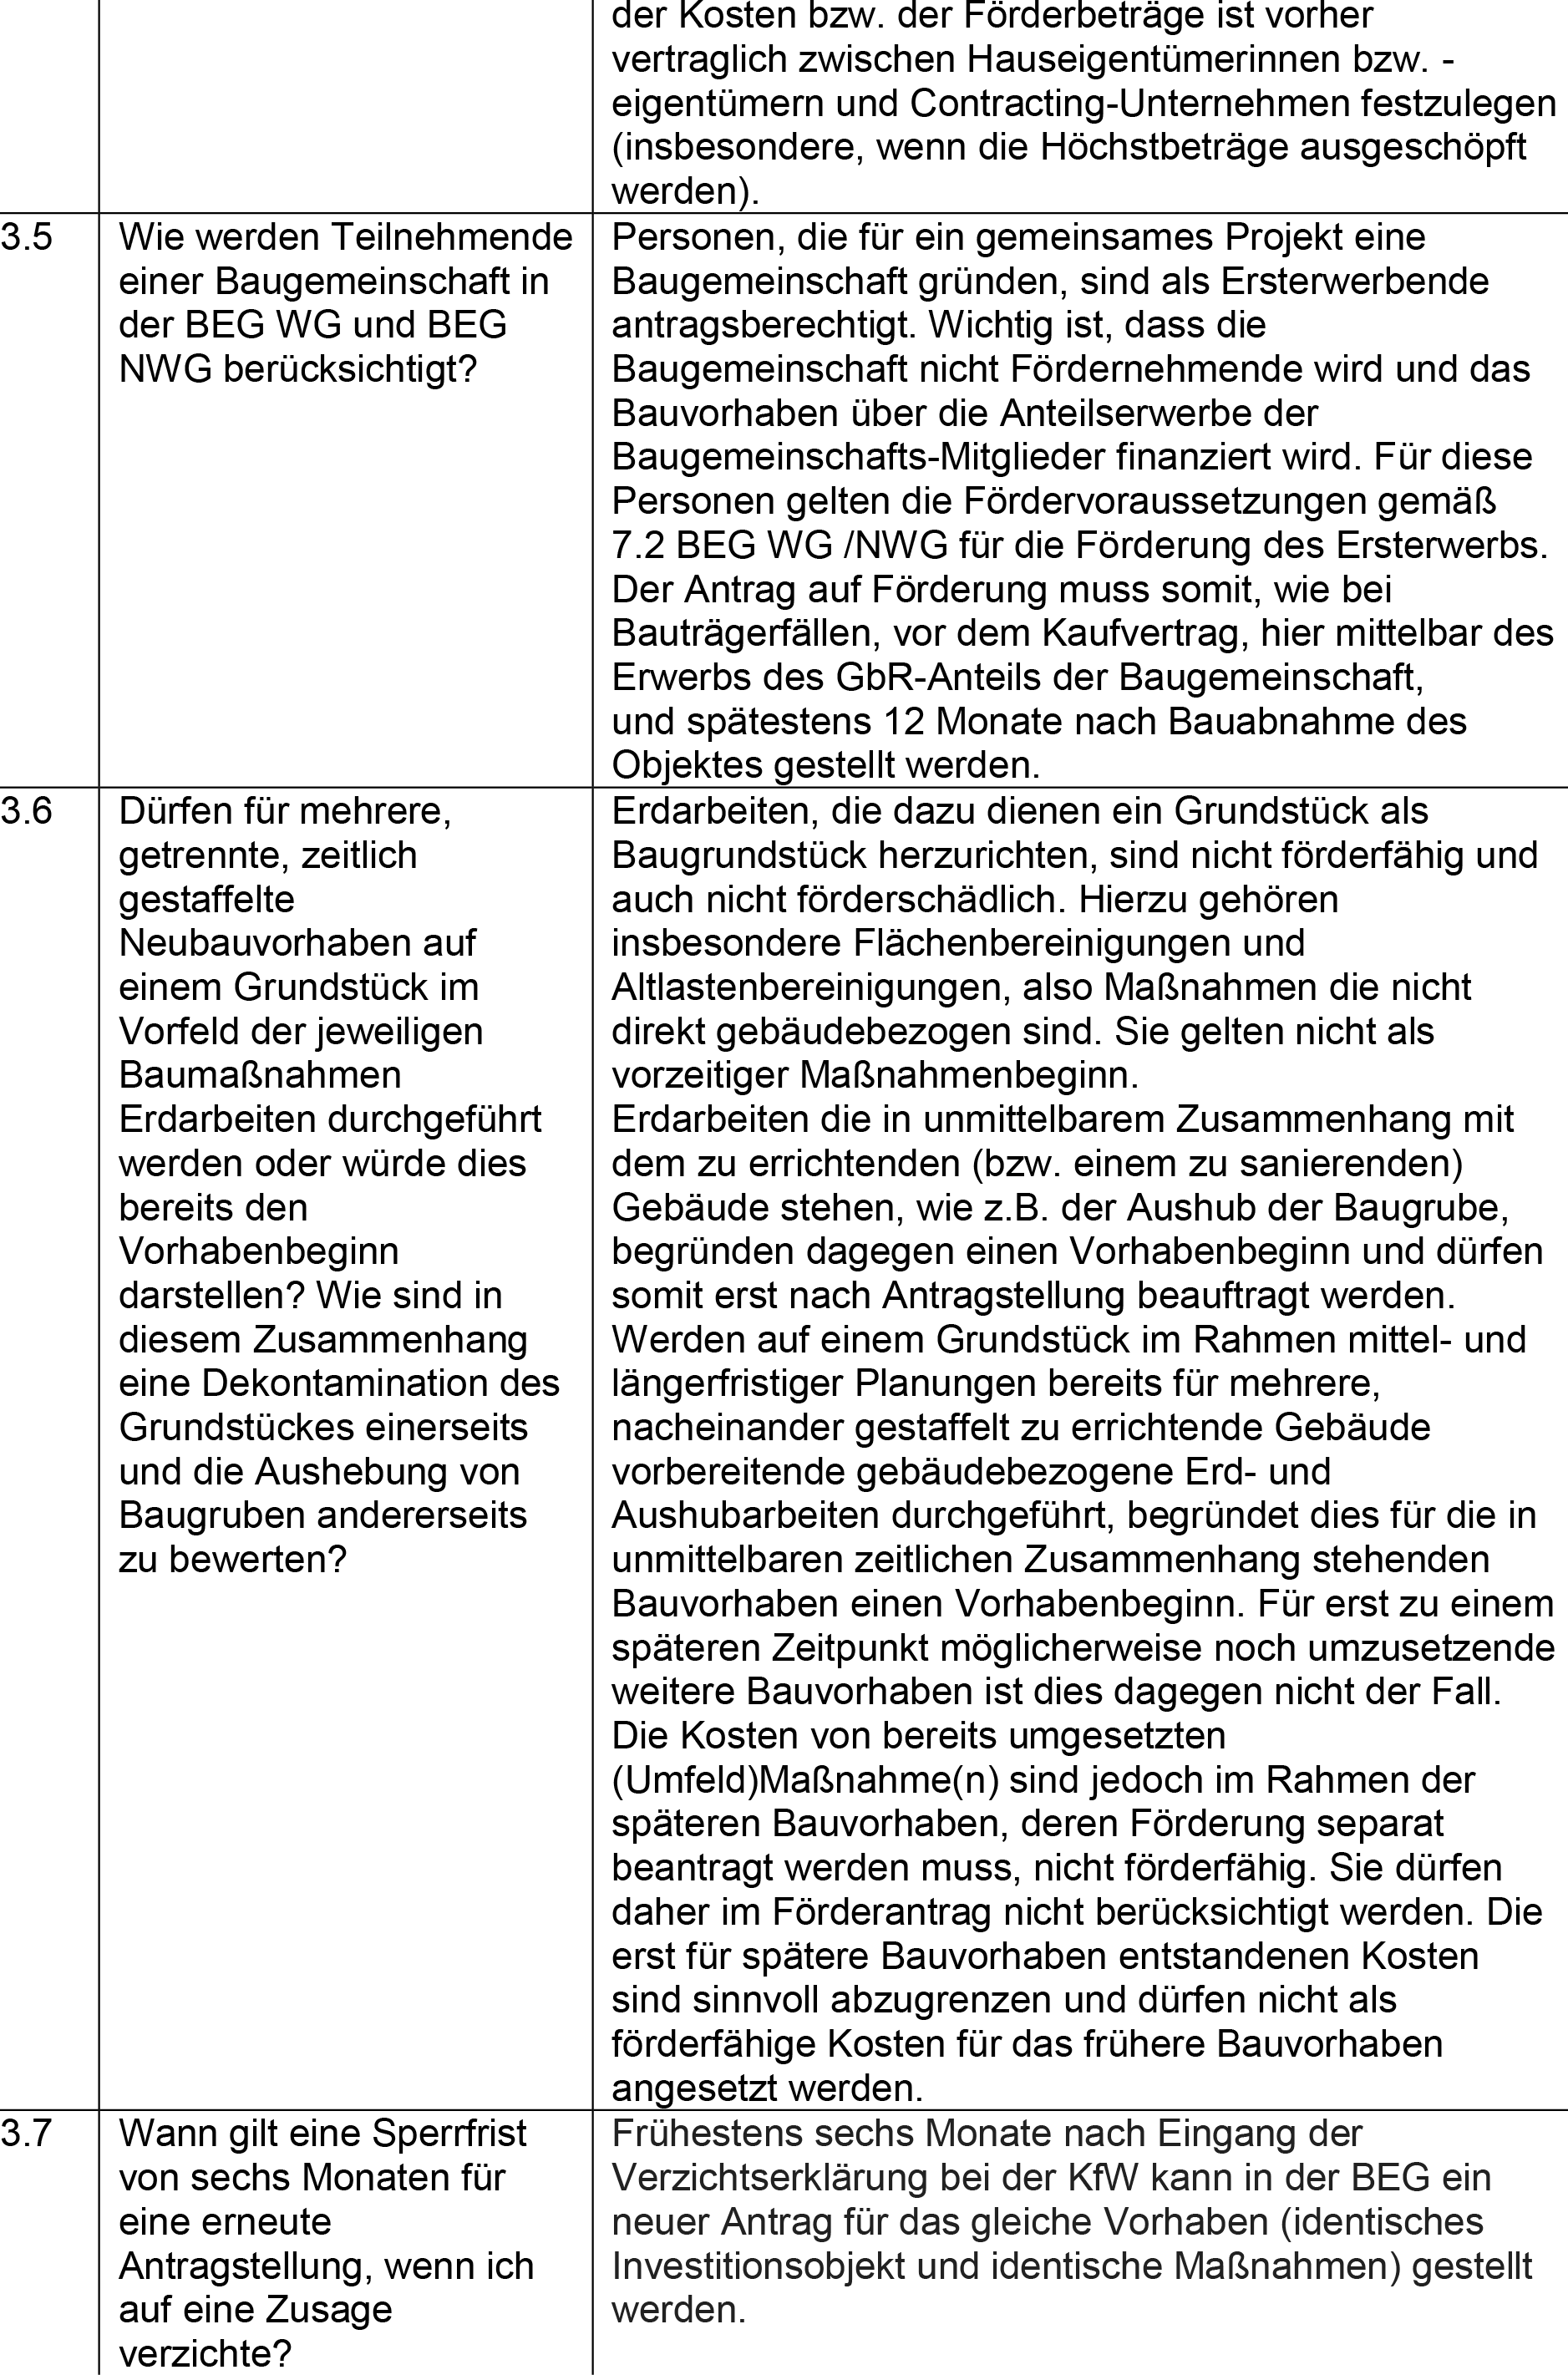 der Kosten bzw. der Förderbeträge ist vorher
vertraglich zwischen Hauseigentümerinnen bzw. -
eigentümern und Contracting-Unternehmen festzulegen
(insbesondere, wenn die Höchstbeträge ausgeschöpft
werden).
3.5
Wie werden Teilnehmende
einer Baugemeinschaft in
der BEG WG und BEG
NWG berücksichtigt?
Personen, die für ein gemeinsames Projekt eine
Baugemeinschaft gründen, sind als Ersterwerbende
antragsberechtigt. Wichtig ist, dass die
Baugemeinschaft nicht Fördernehmende wird und das
Bauvorhaben über die Anteilserwerbe der
Baugemeinschafts-Mitglieder finanziert wird. Für diese
Personen gelten die Fördervoraussetzungen gemäß
7.2 BEG WG /NWG für die Förderung des Ersterwerbs.
Der Antrag auf Förderung muss somit, wie bei
Bauträgerfällen, vor dem Kaufvertrag, hier mittelbar des
Erwerbs des GbR-Anteils der Baugemeinschaft,
und spätestens 12 Monate nach Bauabnahme des
Objektes gestellt werden.
3.6
Dürfen für mehrere,
getrennte, zeitlich
gestaffelte
Neubauvorhaben auf
einem Grundstück im
Vorfeld der jeweiligen
Baumaßnahmen
Erdarbeiten durchgeführt
werden oder würde dies
bereits den
Vorhabenbeginn
darstellen? Wie sind in
diesem Zusammenhang
eine Dekontamination des
Grundstückes einerseits
und die Aushebung von
Baugruben andererseits
zu bewerten?
Erdarbeiten, die dazu dienen ein Grundstück als
Baugrundstück herzurichten, sind nicht förderfähig und
auch nicht förderschädlich. Hierzu gehören
insbesondere Flächenbereinigungen und
Altlastenbereinigungen, also Maßnahmen die nicht
direkt gebäudebezogen sind. Sie gelten nicht als
vorzeitiger Maßnahmenbeginn.
Erdarbeiten die in unmittelbarem Zusammenhang mit
dem zu errichtenden (bzw. einem zu sanierenden)
Gebäude stehen, wie z.B. der Aushub der Baugrube,
begründen dagegen einen Vorhabenbeginn und dürfen
somit erst nach Antragstellung beauftragt werden.
Werden auf einem Grundstück im Rahmen mittel- und
längerfristiger Planungen bereits für mehrere,
nacheinander gestaffelt zu errichtende Gebäude
vorbereitende gebäudebezogene Erd- und
Aushubarbeiten durchgeführt, begründet dies für die in
unmittelbaren zeitlichen Zusammenhang stehenden
Bauvorhaben einen Vorhabenbeginn. Für erst zu einem
späteren Zeitpunkt möglicherweise noch umzusetzende
weitere Bauvorhaben ist dies dagegen nicht der Fall.
Die Kosten von bereits umgesetzten
(Umfeld)Maßnahme(n) sind jedoch im Rahmen der
späteren Bauvorhaben, deren Förderung separat
beantragt werden muss, nicht förderfähig. Sie dürfen
daher im Förderantrag nicht berücksichtigt werden. Die
erst für spätere Bauvorhaben entstandenen Kosten
sind sinnvoll abzugrenzen und dürfen nicht als
förderfähige Kosten für das frühere Bauvorhaben
angesetzt werden.
3.7
Wann gilt eine Sperrfrist
von sechs Monaten für
eine erneute
Antragstellung, wenn ich
auf eine Zusage
verzichte?
Frühestens sechs Monate nach Eingang der
Verzichtserklärung bei der KfW kann in der BEG ein
neuer Antrag für das gleiche Vorhaben (identisches
Investitionsobjekt und identische Maßnahmen) gestellt
werden.